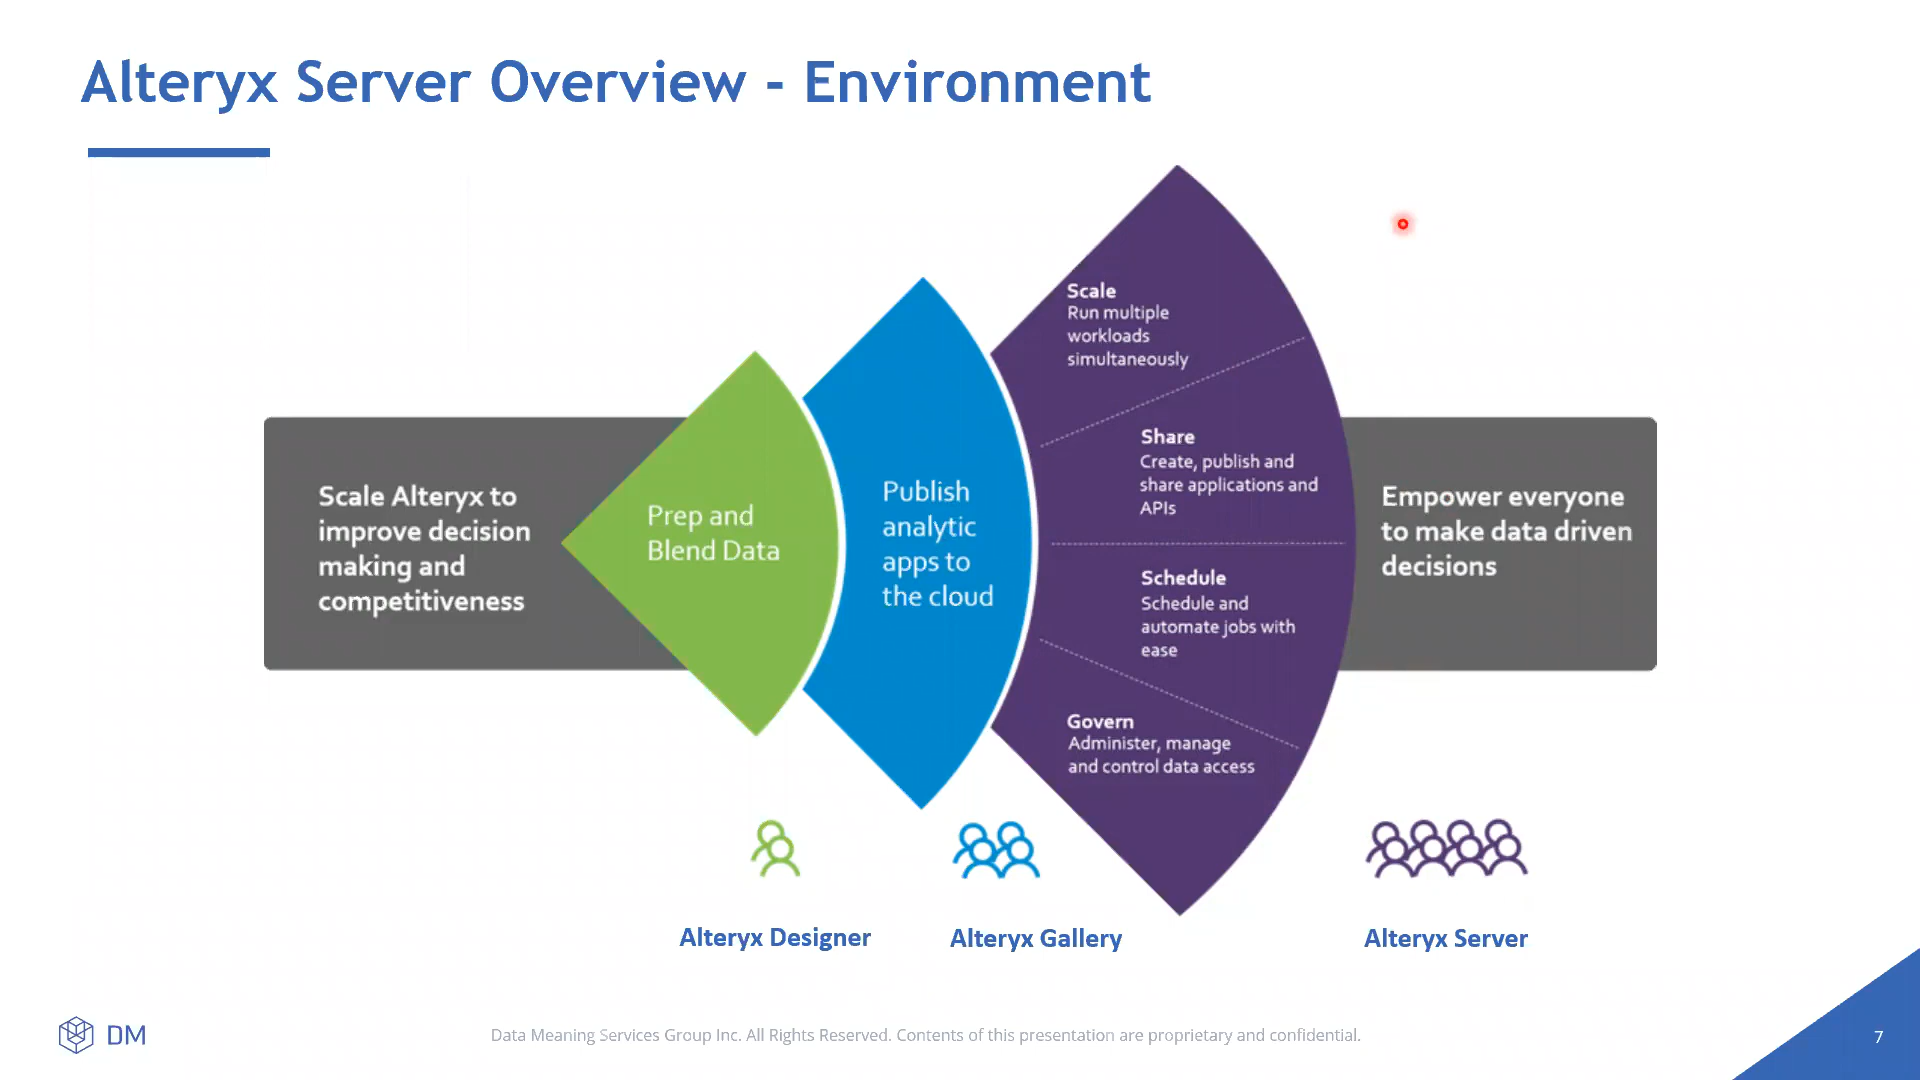 Alteryx Server Overview - Environment
Scale Alteryx to
improve decision
making and
competitiveness
Prep and
Blend Data
Publish
analytic
apps to
the cloud
Scale
Run multiple
workloads
simultaneously
Share
Create, publish and
share applications and
APIs
Schedule
Schedule and
automate jobs with
ease
Govern
Administer, manage
and control data access
Empower everyone
to make data driven
decisions
Alteryx Designer
Alteryx Gallery
Alteryx Server
DM
Data Meaning Services Group Inc. All Rights Reserved. Contents of this presentation are proprietary and confidential.
7